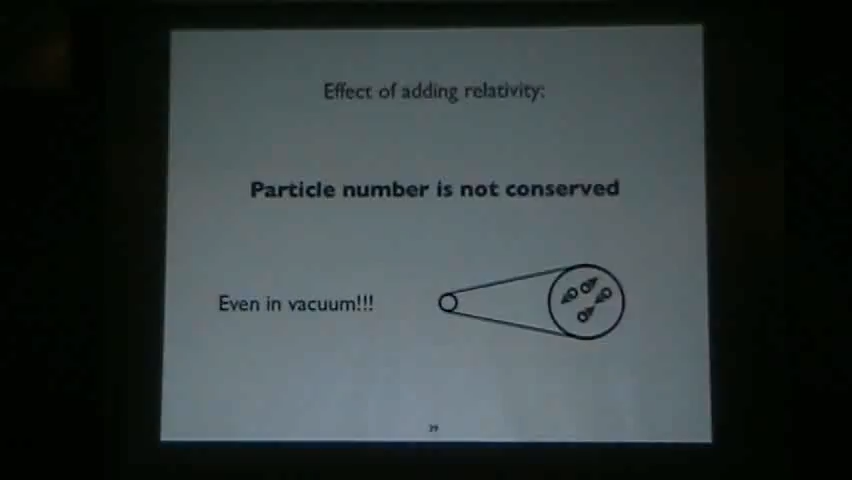 Effect of adding relativity:
Particle number is not conserved
Even in vacuum!!!